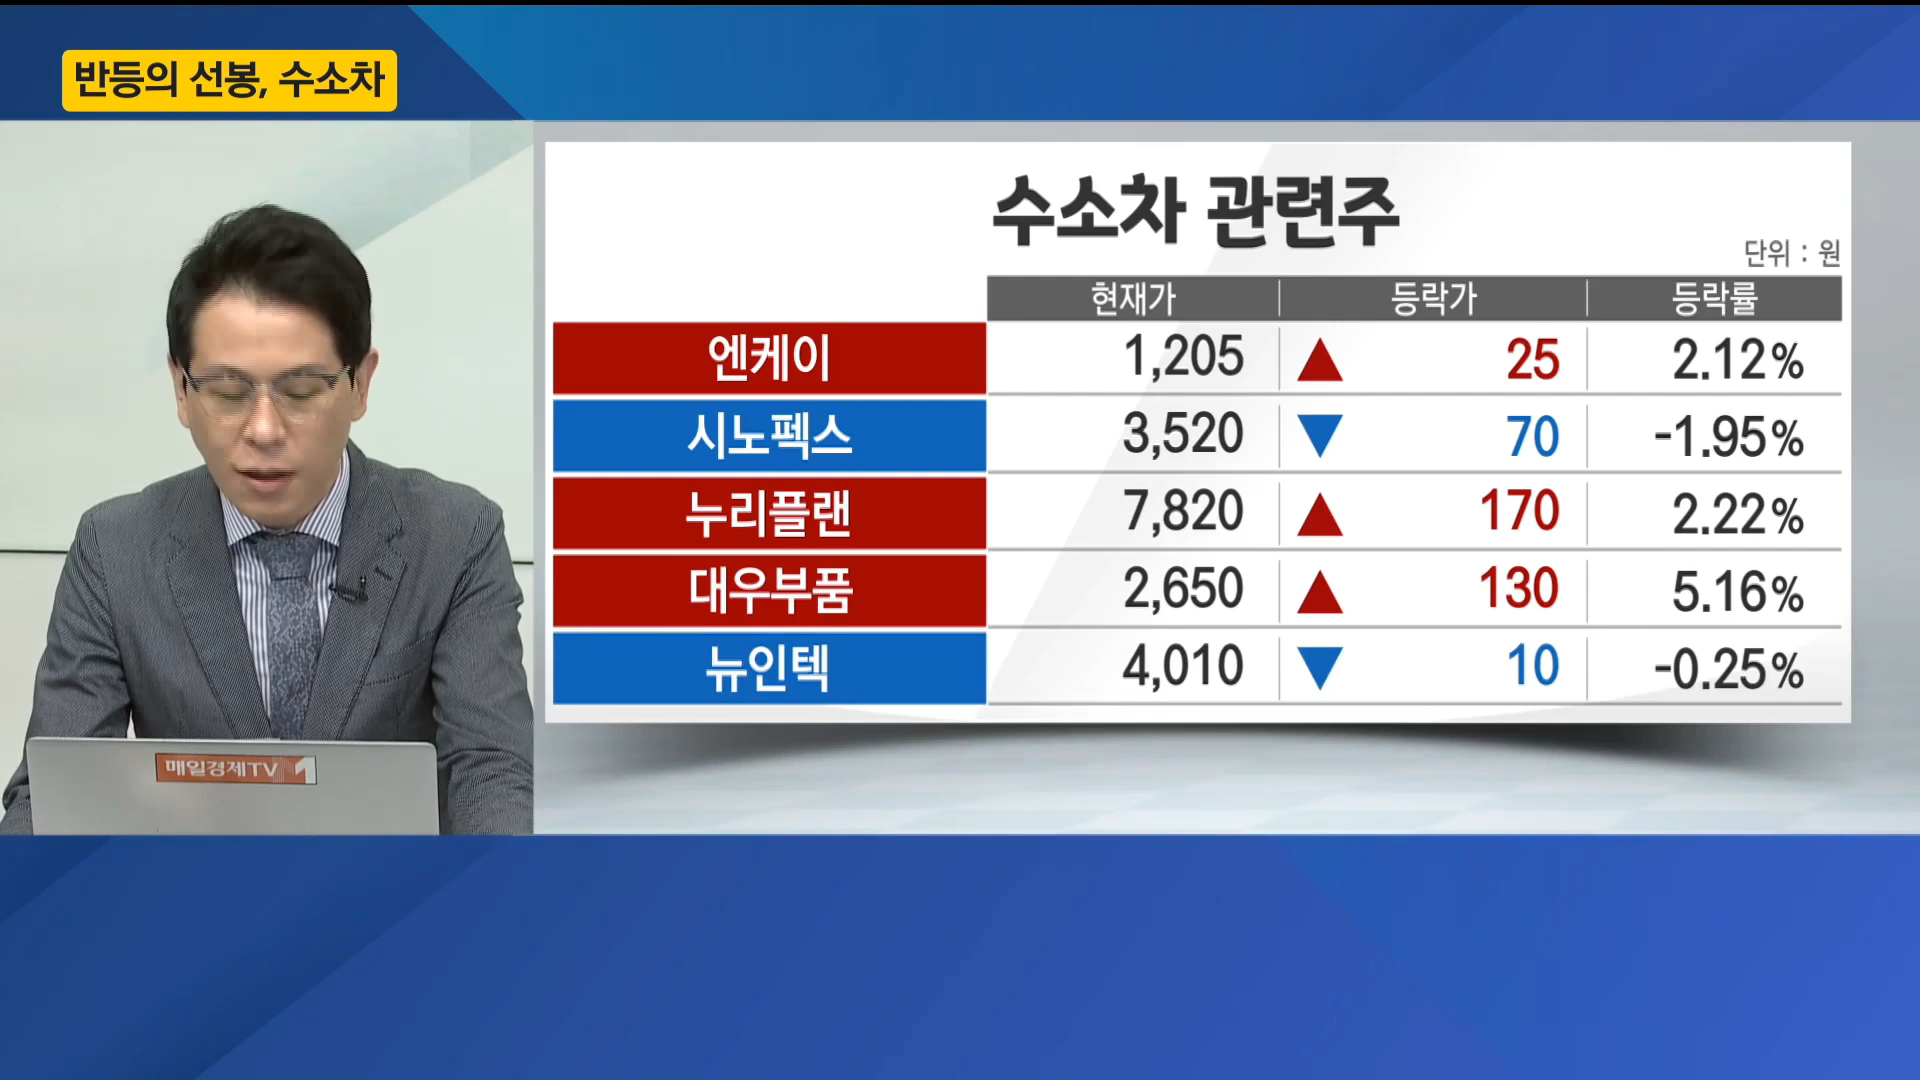 반등의 선봉, 수소차
수소차 관련주
단위 : 원
현재가 등락가 등락률
엔케이 1,205 ▲ 25 2.12%
시노펙스 3,520 ▼ 70 -1.95%
누리플랜 7,820 ▲ 170 2.22%
대우부품 2,650 ▲ 130 5.16%
뉴인텍 4,010 ▼ 10 -0.25%
매일경제TV 1